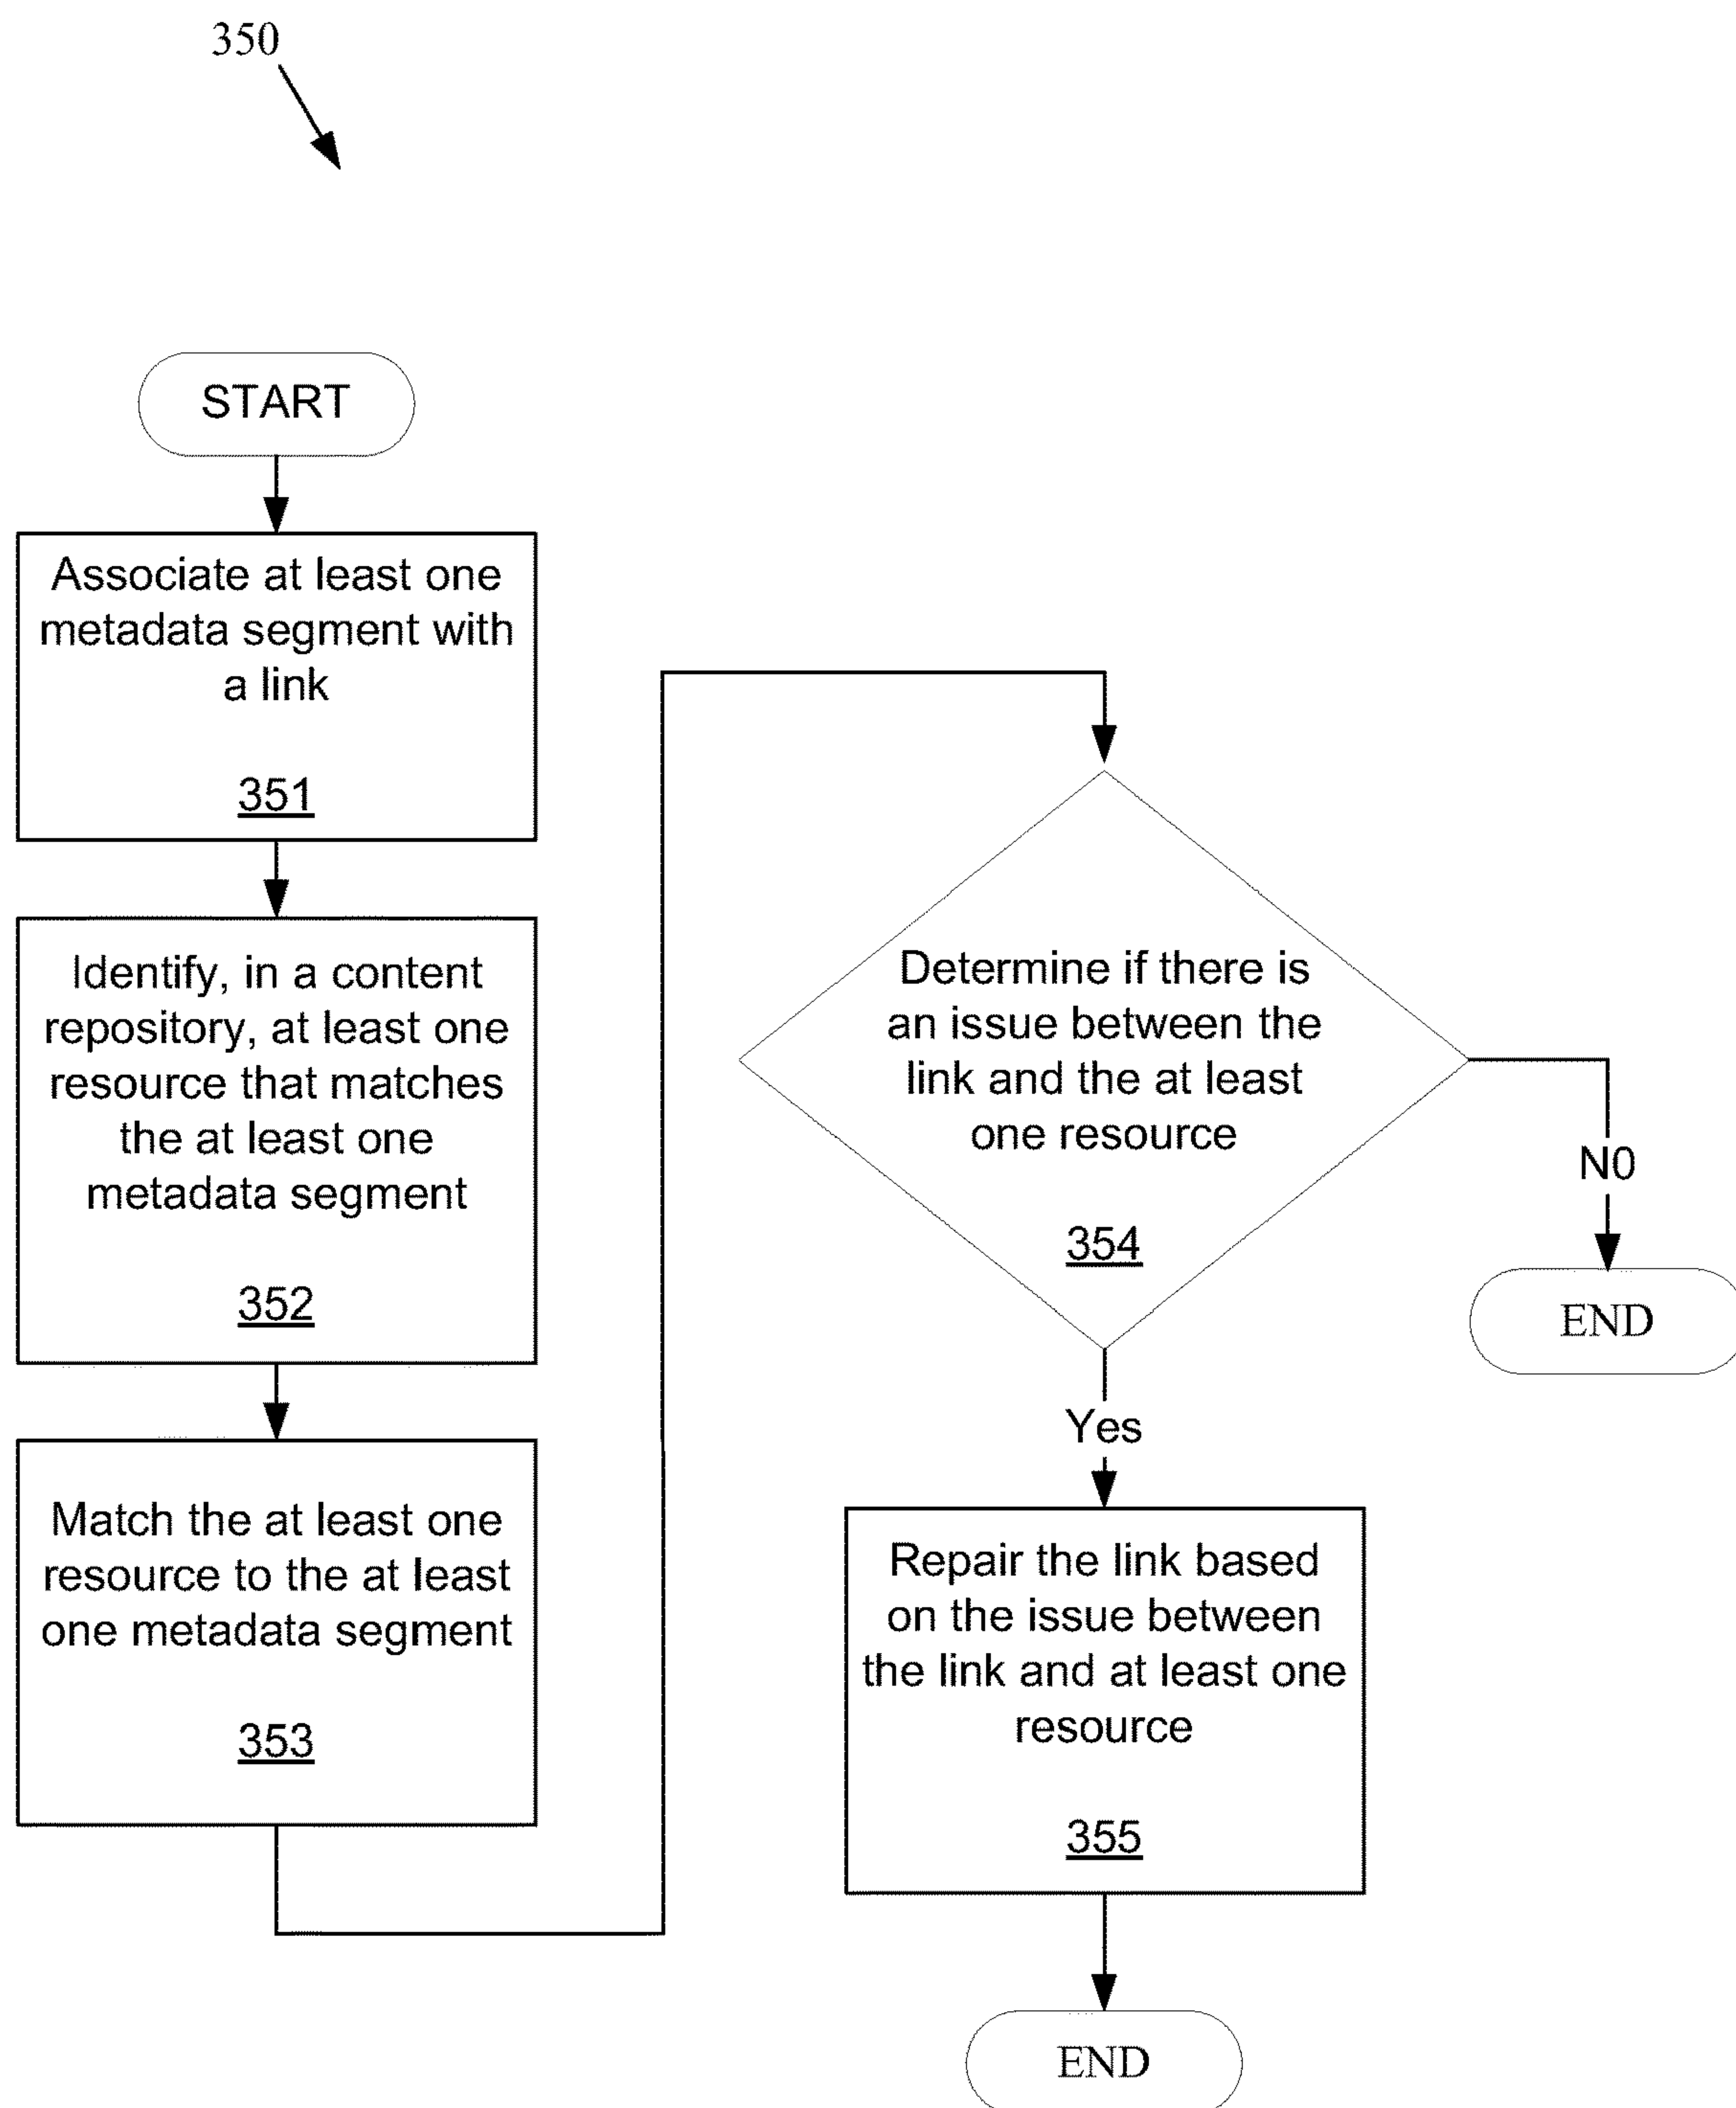 350
START
Associate at least one
metadata segment with
a link
351
Identify, in a content
repository, at least one
resource that matches
the at least one
metadata segment
352
Match the at least one
resource to the at least
one metadata segment
353
Determine if there is
an issue between the
link and the at least
one resource
354
N0
END
Yes
Repair the link based
on the issue between
the link and at least one
resource
355
END